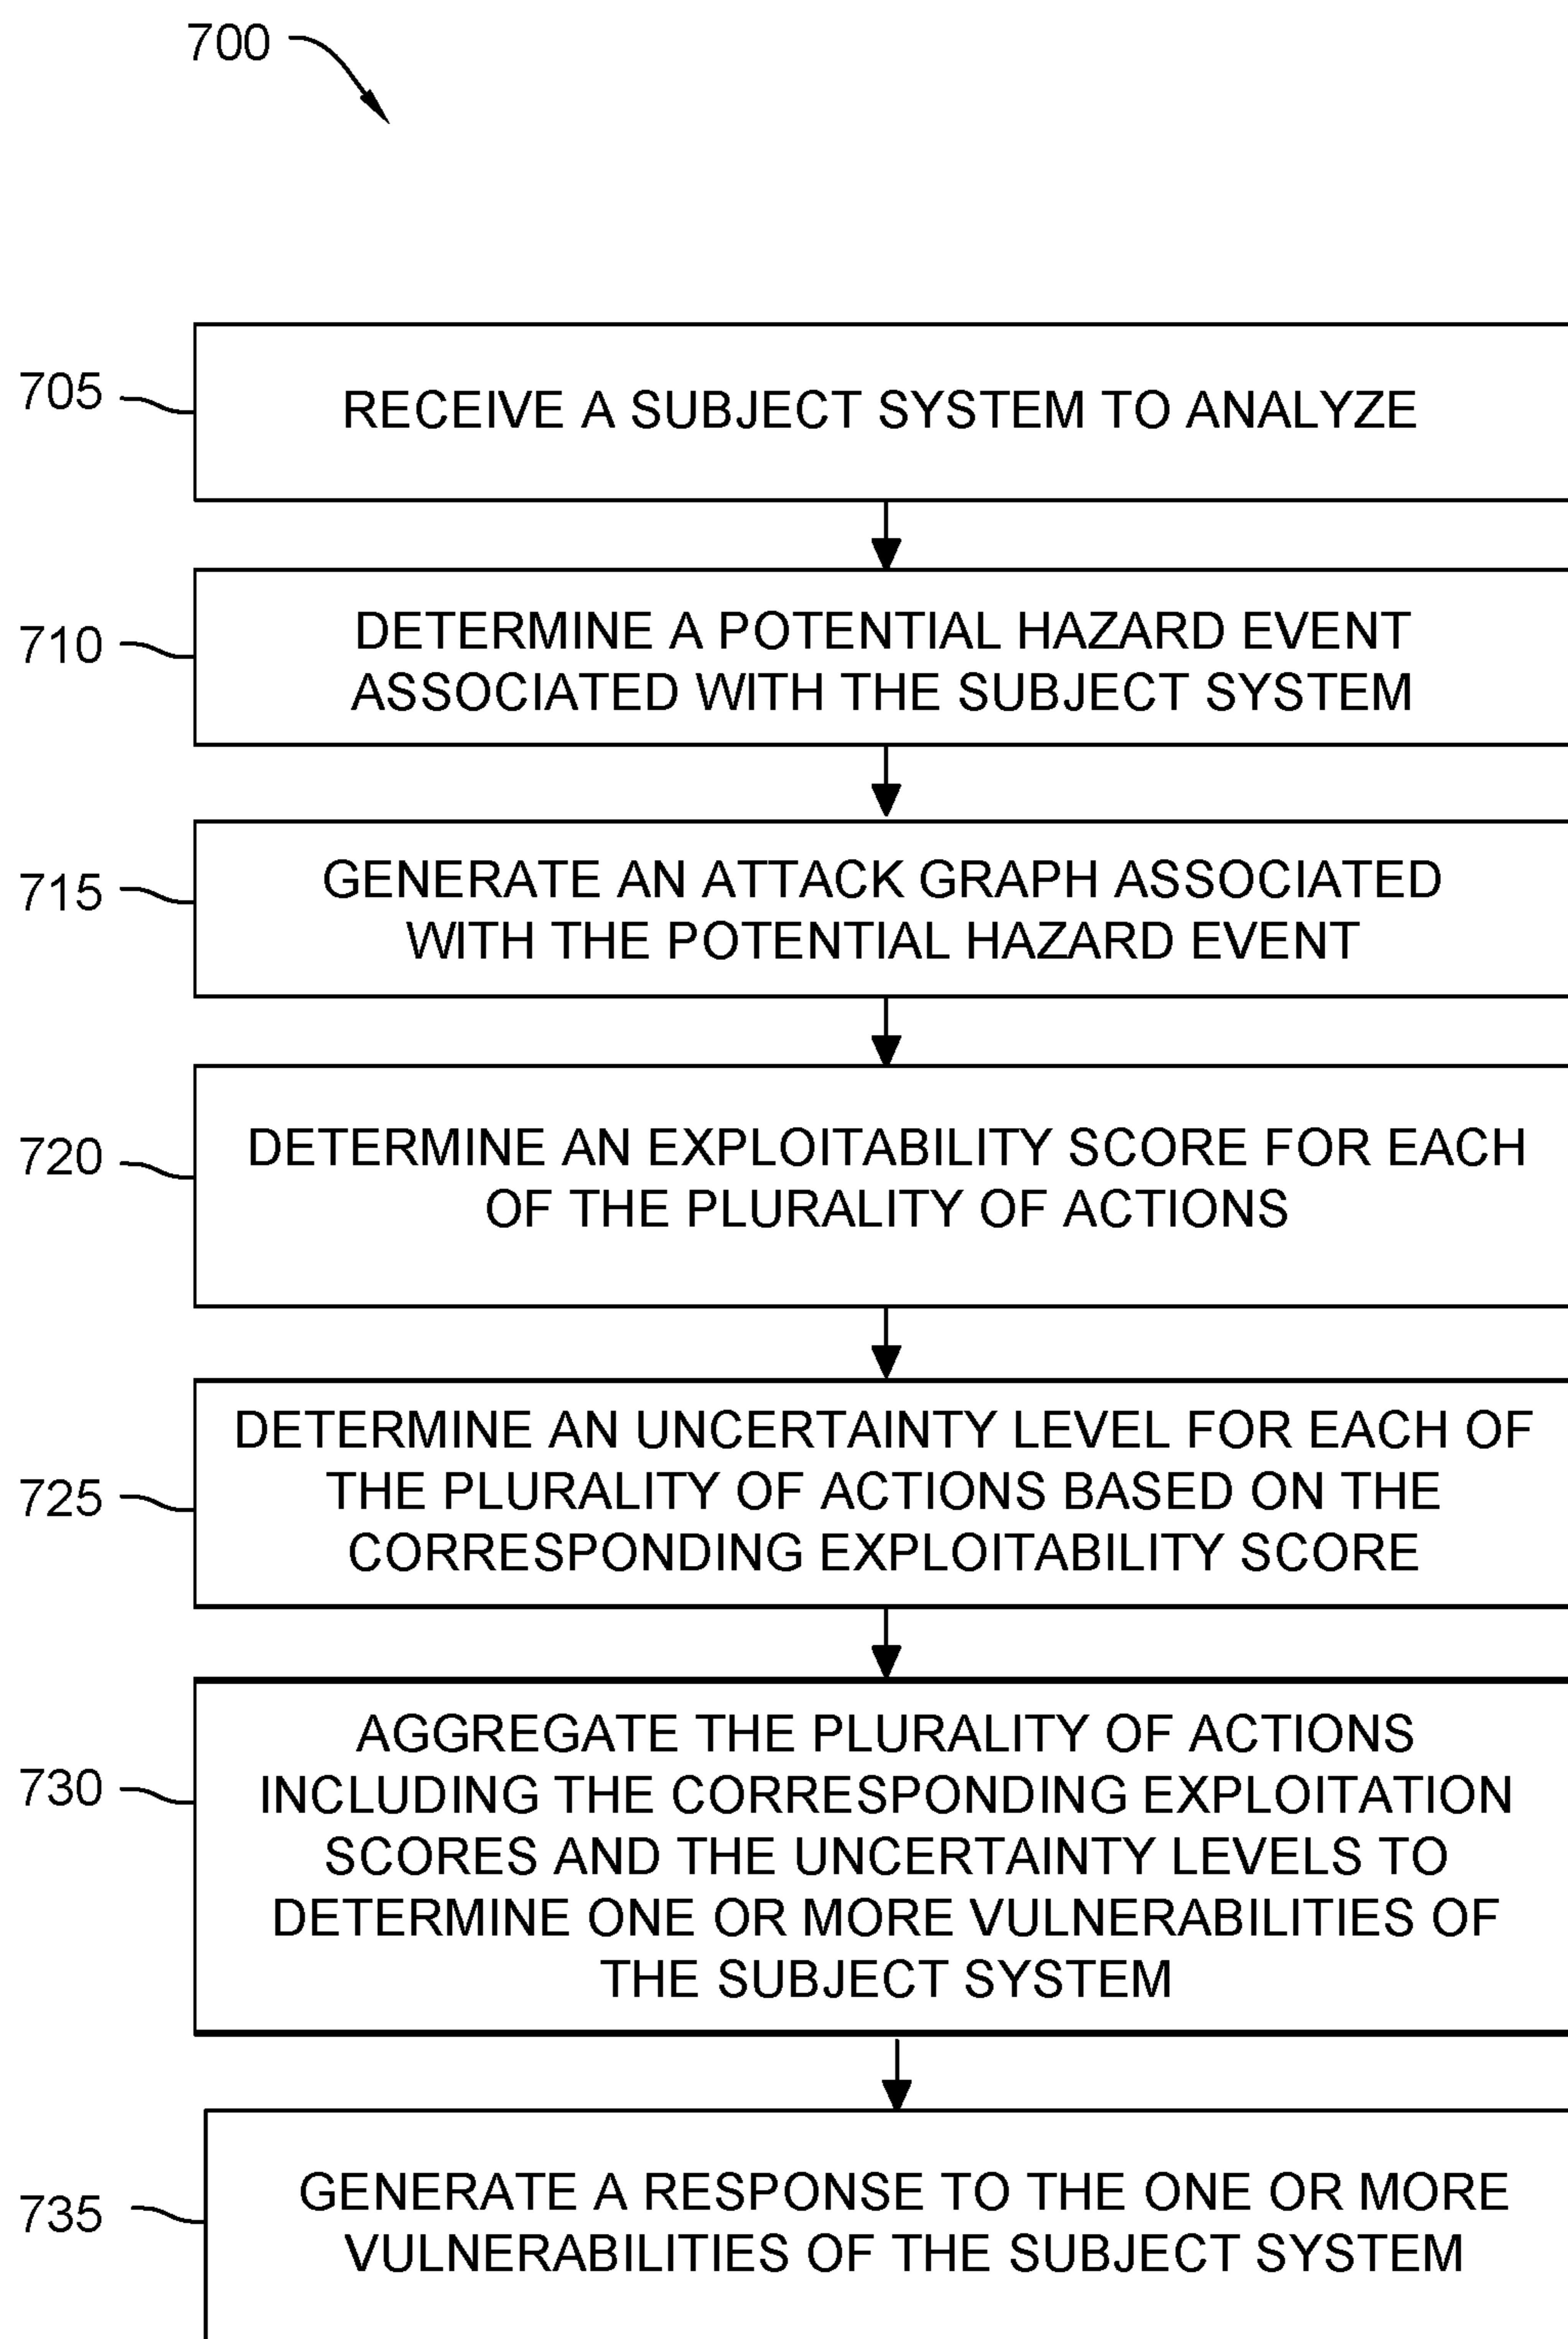 700
705
RECEIVE A SUBJECT SYSTEM TO ANALYZE
710
DETERMINE A POTENTIAL HAZARD EVENT
ASSOCIATED WITH THE SUBJECT SYSTEM
715
GENERATE AN ATTACK GRAPH ASSOCIATED
WITH THE POTENTIAL HAZARD EVENT
720
DETERMINE AN EXPLOITABILITY SCORE FOR EACH
OF THE PLURALITY OF ACTIONS
725
DETERMINE AN UNCERTAINTY LEVEL FOR EACH OF
THE PLURALITY OF ACTIONS BASED ON THE
CORRESPONDING EXPLOITABILITY SCORE
730
AGGREGATE THE PLURALITY OF ACTIONS
INCLUDING THE CORRESPONDING EXPLOITATION
SCORES AND THE UNCERTAINTY LEVELS TO
DETERMINE ONE OR MORE VULNERABILITIES OF
THE SUBJECT SYSTEM
735
GENERATE A RESPONSE TO THE ONE OR MORE
VULNERABILITIES OF THE SUBJECT SYSTEM